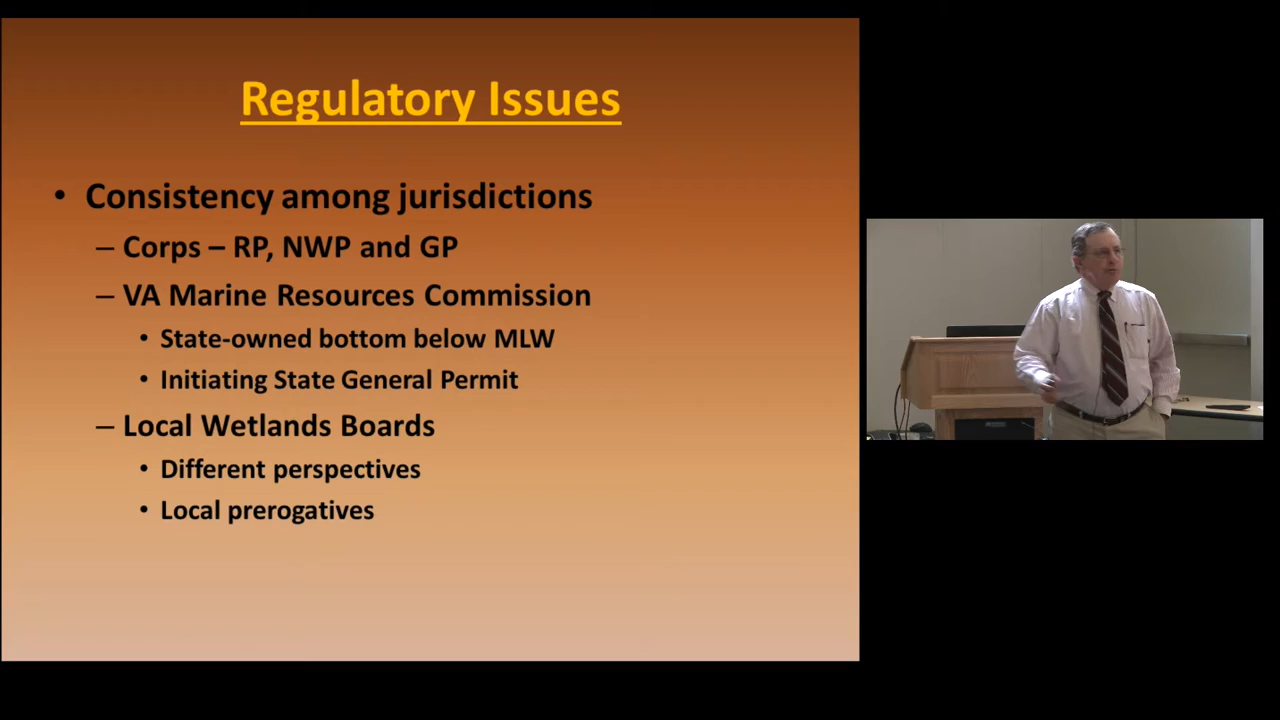 Regulatory Issues
• Consistency among jurisdictions
– Corps – RP, NWP and GP
– VA Marine Resources Commission
• State-owned bottom below MLW
• Initiating State General Permit
– Local Wetlands Boards
• Different perspectives
• Local prerogatives